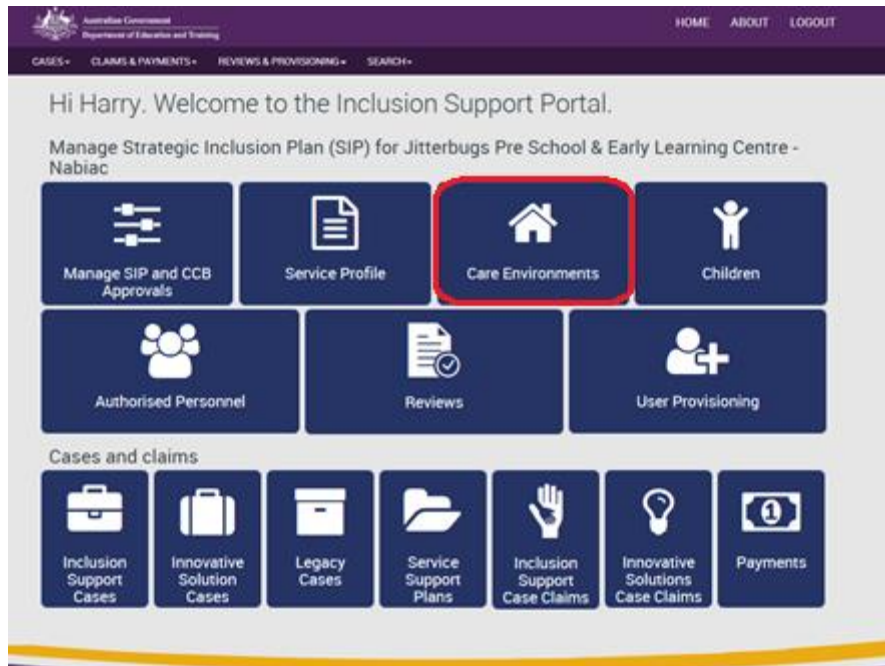 Australian Government
Department of Education and Training
HOME ABOUT LOGOUT
CASES CLAIMS & PAYMENTS REVIEWS & PROVISIONING SEARCH
Hi Harry. Welcome to the Inclusion Support Portal.
Manage Strategic Inclusion Plan (SIP) for Jitterbugs Pre School & Early Learning Centre -
Nabiac
Manage SIP and CCB
Approvals
Service Profile
Care Environments
Children
Authorised Personnel
Reviews
User Provisioning
Cases and claims
Inclusion
Support
Cases
Innovative
Solution
Cases
Legacy
Cases
Service
Support
Plans
Inclusion
Support
Case Claims
Innovative
Solutions
Case Claims
1
Payments